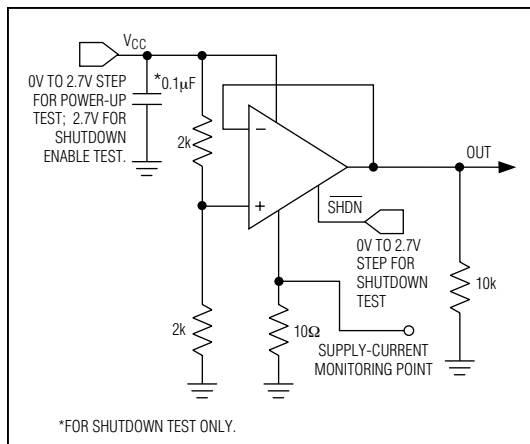 VCC
0V TO 2.7V STEP
FOR POWER-UP
TEST; 2.7V FOR
SHUTDOWN
ENABLE TEST.
*0.1μF
2k
−
+
SHDN
OUT
0V TO 2.7V
STEP FOR
SHUTDOWN
TEST
2k
10Ω
10k
SUPPLY-CURRENT
MONITORING POINT
*FOR SHUTDOWN TEST ONLY.